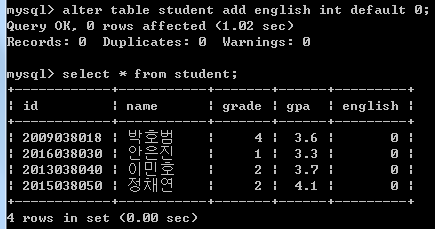 mysql> alter table student add english int default 0;
Query OK, 0 rows affected (1.02 sec)
Records: 0  Duplicates: 0  Warnings: 0
mysql> select * from student;
+------------+--------+-------+------+---------+
| id         | name   | grade | gpa  | english |
+------------+--------+-------+------+---------+
| 2009038018 | 박호범 |     4 |  3.6 |       0 |
| 2016038030 | 안은진 |     1 |  3.3 |       0 |
| 2013038040 | 이민호 |     2 |  3.7 |       0 |
| 2015038050 | 정채연 |     2 |  4.1 |       0 |
+------------+--------+-------+------+---------+
4 rows in set (0.00 sec)